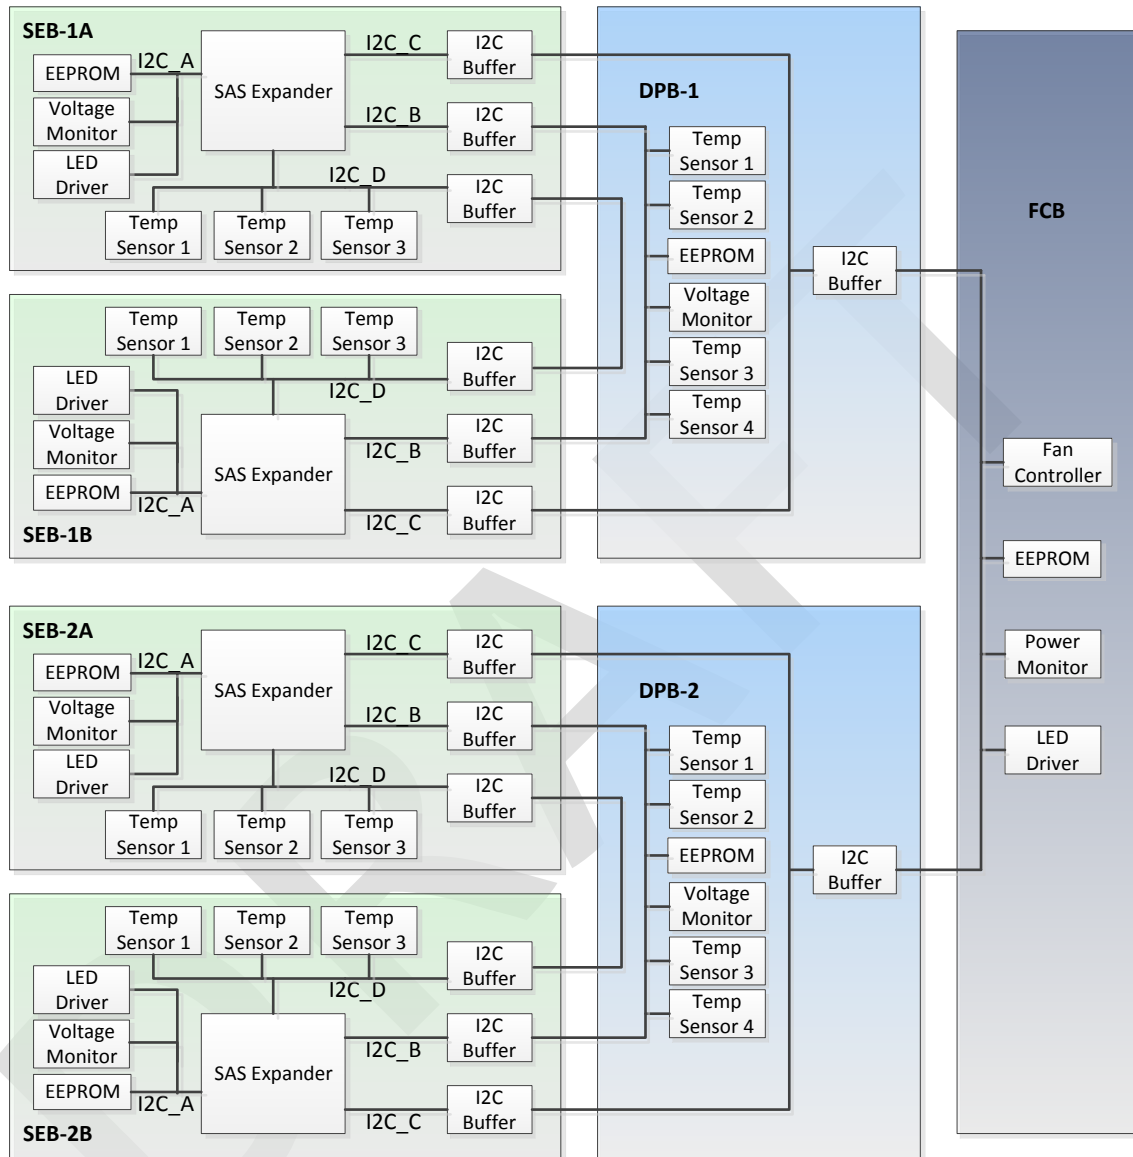 SEB-1A
I2C_A
EEPROM
Voltage
Monitor
LED
Driver
SAS Expander
I2C_C
I2C
Buffer
I2C_B
I2C
Buffer
I2C_D
I2C
Buffer
Temp
Sensor 1
Temp
Sensor 2
Temp
Sensor 3
Temp
Sensor 1
Temp
Sensor 2
Temp
Sensor 3
I2C
Buffer
I2C_D
LED
Driver
Voltage
Monitor
EEPROM
I2C_A
SAS Expander
I2C_B
I2C
Buffer
I2C_C
I2C
Buffer
SEB-1B
DPB-1
Temp
Sensor 1
Temp
Sensor 2
EEPROM
Voltage
Monitor
Temp
Sensor 3
Temp
Sensor 4
I2C
Buffer
SEB-2A
I2C_A
EEPROM
Voltage
Monitor
LED
Driver
SAS Expander
I2C_C
I2C
Buffer
I2C_B
I2C
Buffer
I2C_D
I2C
Buffer
Temp
Sensor 1
Temp
Sensor 2
Temp
Sensor 3
Temp
Sensor 1
Temp
Sensor 2
Temp
Sensor 3
I2C
Buffer
I2C_D
LED
Driver
Voltage
Monitor
EEPROM
I2C_A
SAS Expander
I2C_B
I2C
Buffer
I2C_C
I2C
Buffer
SEB-2B
DPB-2
Temp
Sensor 1
Temp
Sensor 2
EEPROM
Voltage
Monitor
Temp
Sensor 3
Temp
Sensor 4
I2C
Buffer
FCB
Fan
Controller
EEPROM
Power
Monitor
LED
Driver
DRAFT